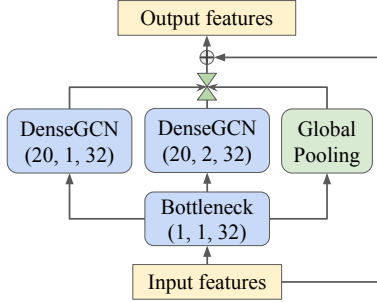 Output features
DenseGCN
(20, 1, 32)
DenseGCN
(20, 2, 32)
Global
Pooling
Bottleneck
(1, 1, 32)
Input features